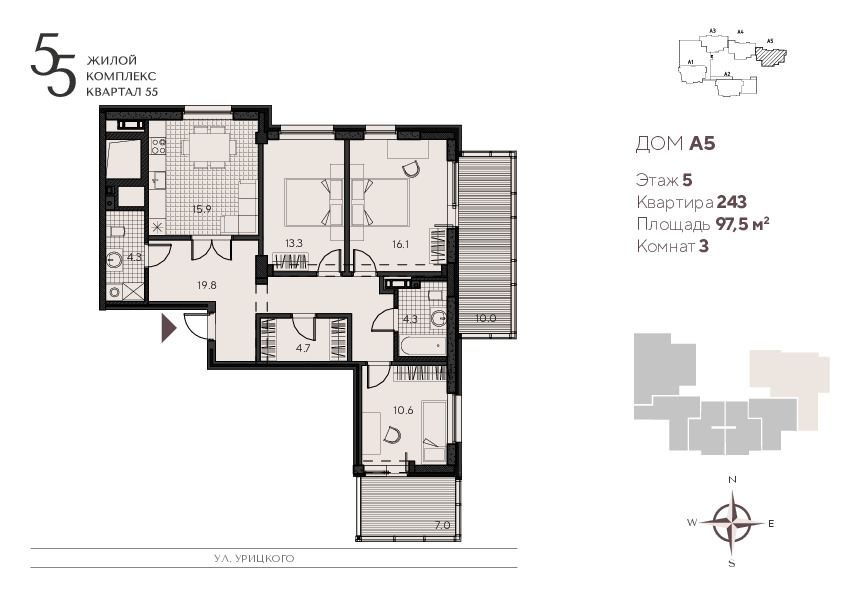 55
ЖИЛОЙ
КОМПЛЕКС
КВАРТАЛ 55
A3
A4
A5
A1
A2
ДОМ А5
Этаж 5
Квартира 243
Площадь 97,5 м²
Комнат 3
15.9
13.3
16.1
4.3
19.8
10.0
4.3
4.7
10.6
7.0
N
W
E
S
УЛ. УРИЦКОГО